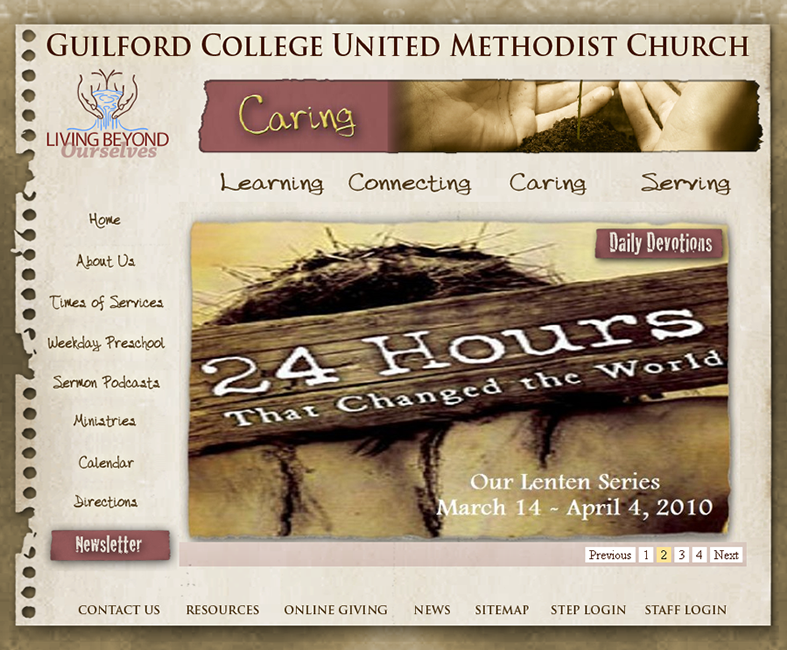 GUILFORD COLLEGE UNITED METHODIST CHURCH
LIVING BEYOND
Ourselves
Caring
Learning Connecting Caring Serving
Home
About Us
Times of Services
Weekday Preschool
Sermon Podcasts
Ministries
Calendar
Directions
Newsletter
Daily Devotions
24 Hours
That Changed the World
Our Lenten Series
March 14 ~ April 4, 2010
Previous 1 2 3 4 Next
CONTACT US RESOURCES ONLINE GIVING NEWS SITEMAP STEP LOGIN STAFF LOGIN